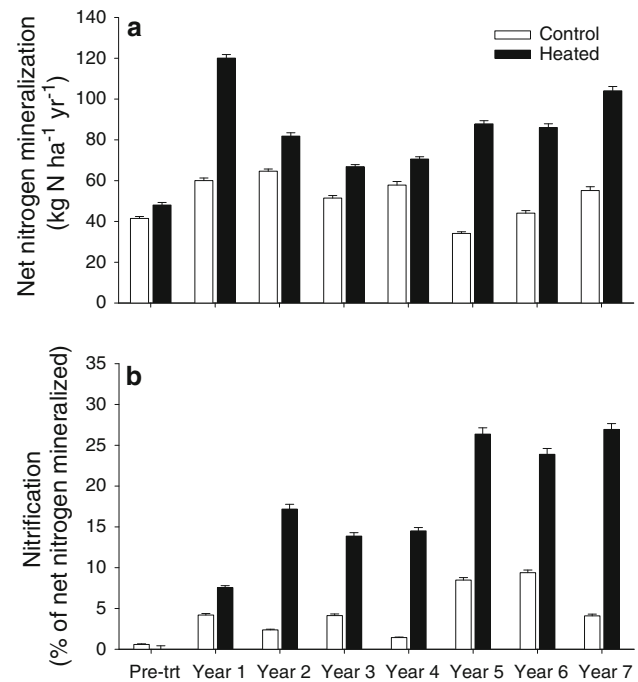 a
Control
Heated
Net nitrogen mineralization
(kg N ha⁻¹ yr⁻¹)
140
120
100
80
60
40
20
0
b
Nitrification
(% of net nitrogen mineralized)
35
30
25
20
15
10
5
0
Pre-trt Year 1 Year 2 Year 3 Year 4 Year 5 Year 6 Year 7